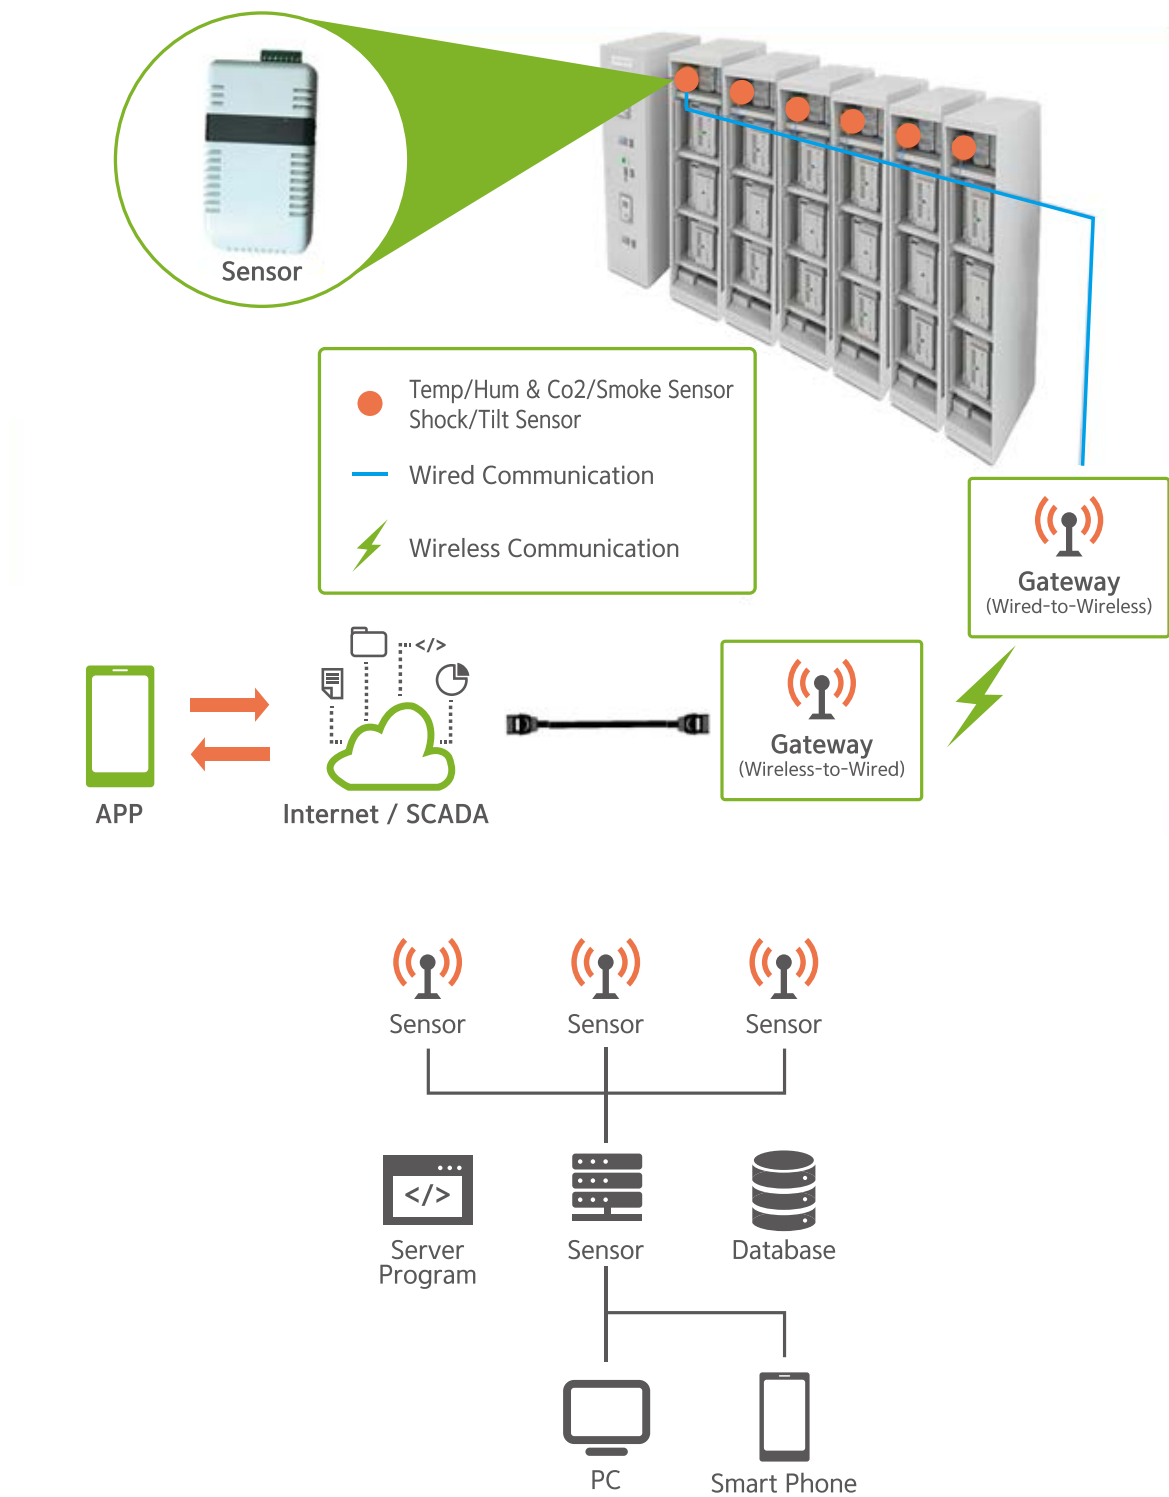 Sensor
Temp/Hum & Co2/Smoke Sensor
Shock/Tilt Sensor
Wired Communication
Wireless Communication
Gateway
(Wired-to-Wireless)
</>
Gateway
(Wireless-to-Wired)
APP
Internet / SCADA
Sensor
Sensor
Sensor
</>
Server
Program
Sensor
Database
PC
Smart Phone